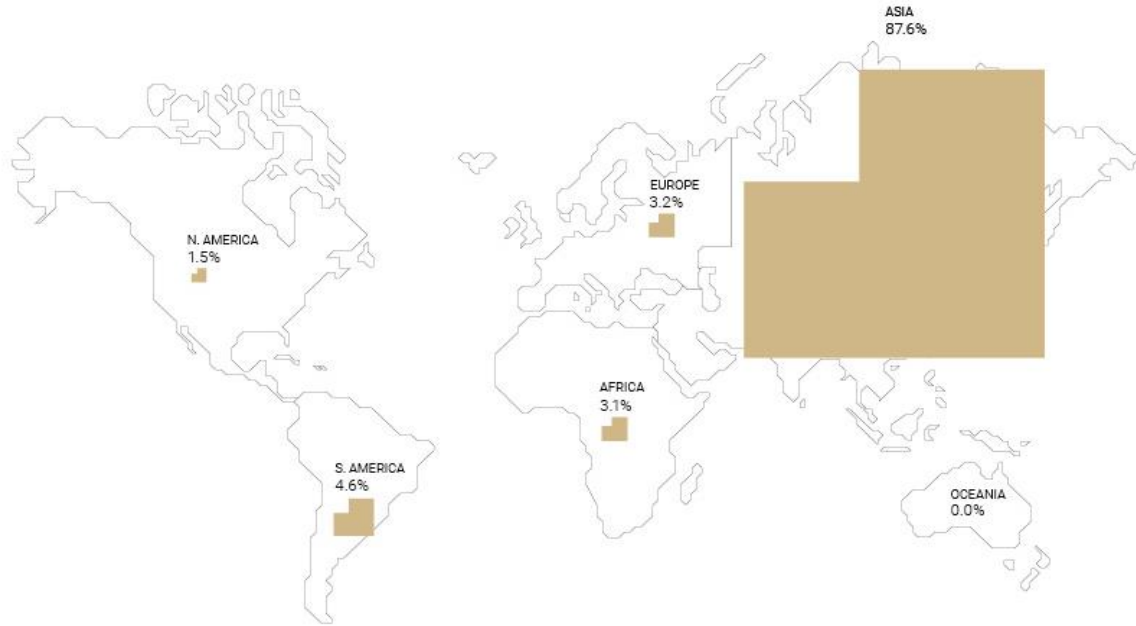 ASIA
87.6%
EUROPE
3.2%
N. AMERICA
1.5%
AFRICA
3.1%
S. AMERICA
4.6%
OCEANIA
0.0%